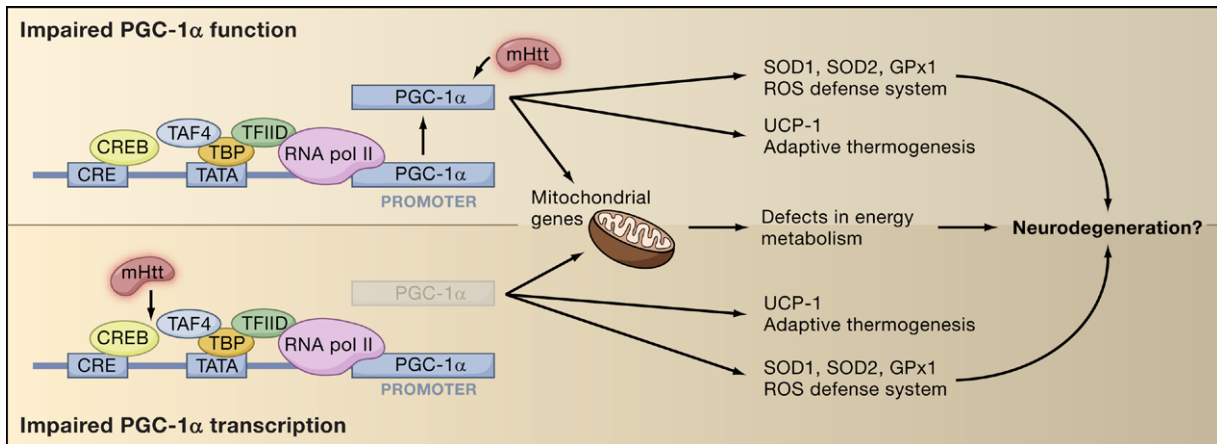 Impaired PGC-1α function
mHtt
PGC-1α
SOD1, SOD2, GPx1
ROS defense system
TAF4
TFIID
CREB
TBP
RNA pol II
UCP-1
Adaptive thermogenesis
CRE
TATA
PGC-1α
PROMOTER
Mitochondrial
genes
Defects in energy
metabolism
Neurodegeneration?
mHtt
PGC-1α
UCP-1
Adaptive thermogenesis
TAF4
TFIID
CREB
TBP
RNA pol II
CRE
TATA
PGC-1α
PROMOTER
SOD1, SOD2, GPx1
ROS defense system
Impaired PGC-1α transcription